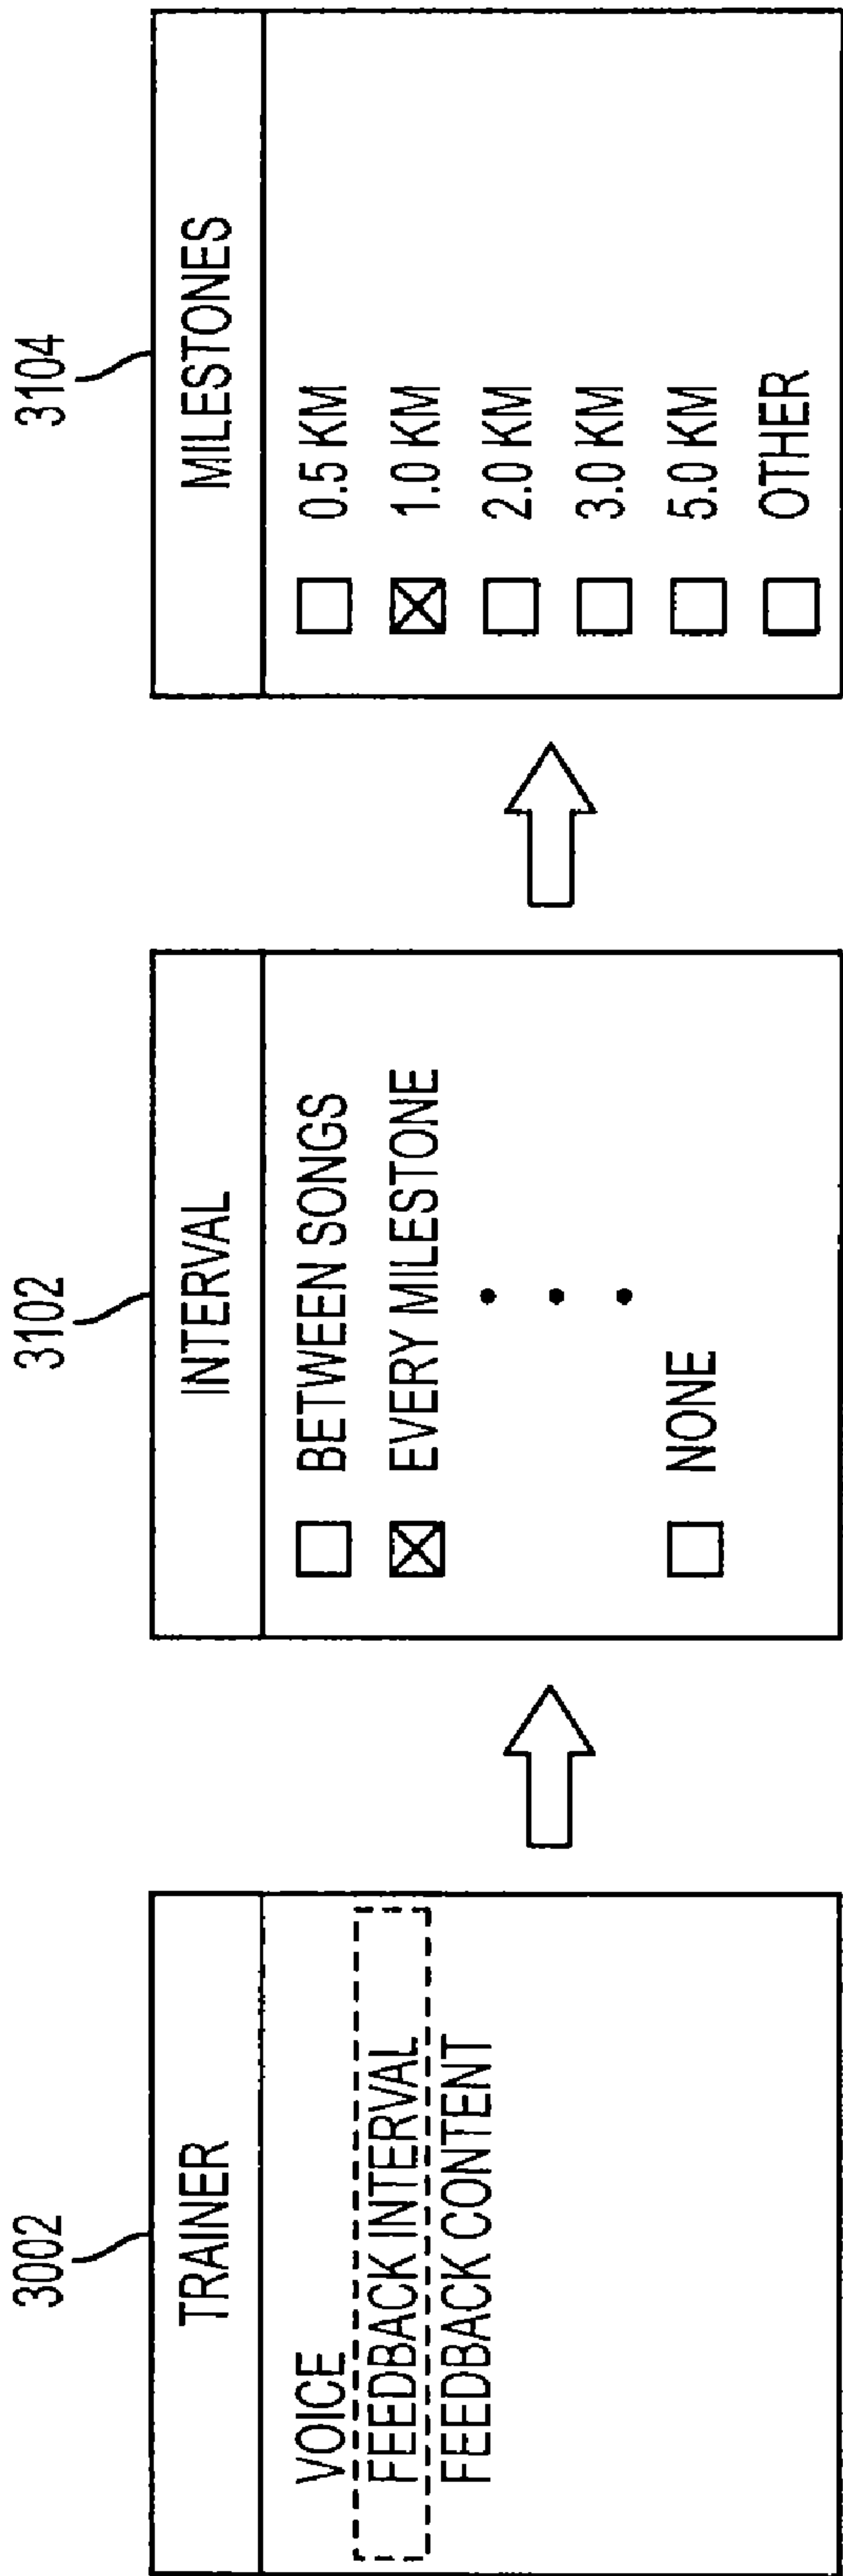 3002
TRAINER
VOICE
FEEDBACK INTERVAL
FEEDBACK CONTENT
3102
INTERVAL
BETWEEN SONGS
EVERY MILESTONE
NONE
3104
MILESTONES
0.5 KM
1.0 KM
2.0 KM
3.0 KM
5.0 KM
OTHER